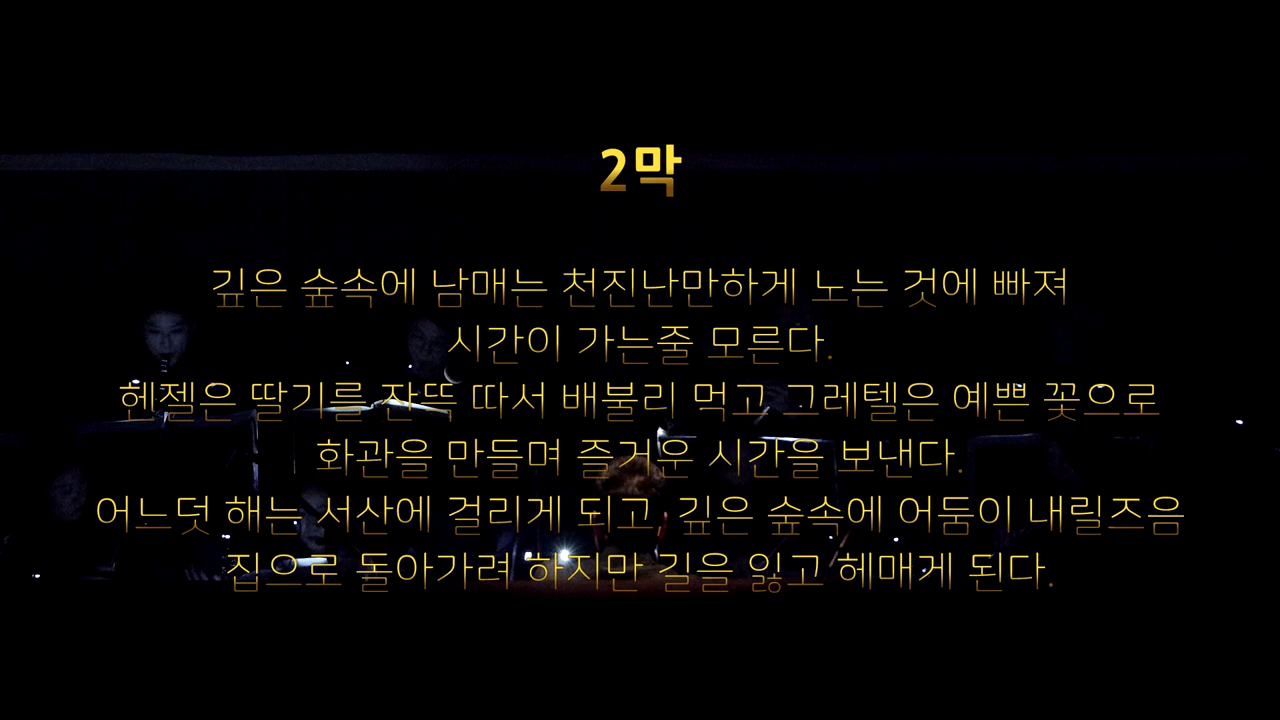 2막
깊은 숲속에 남매는 천진난만하게 노는 것에 빠져
시간이 가는줄 모른다.
헨젤은 딸기를 잔뜩 따서 배불리 먹고 그레텔은 예쁜 꽃으로
화관을 만들며 즐거운 시간을 보낸다.
어느덧 해는 서산에 걸리게 되고, 깊은 숲속에 어둠이 내릴즈음
집으로 돌아가려 하지만 길을 잃고 헤매게 된다.